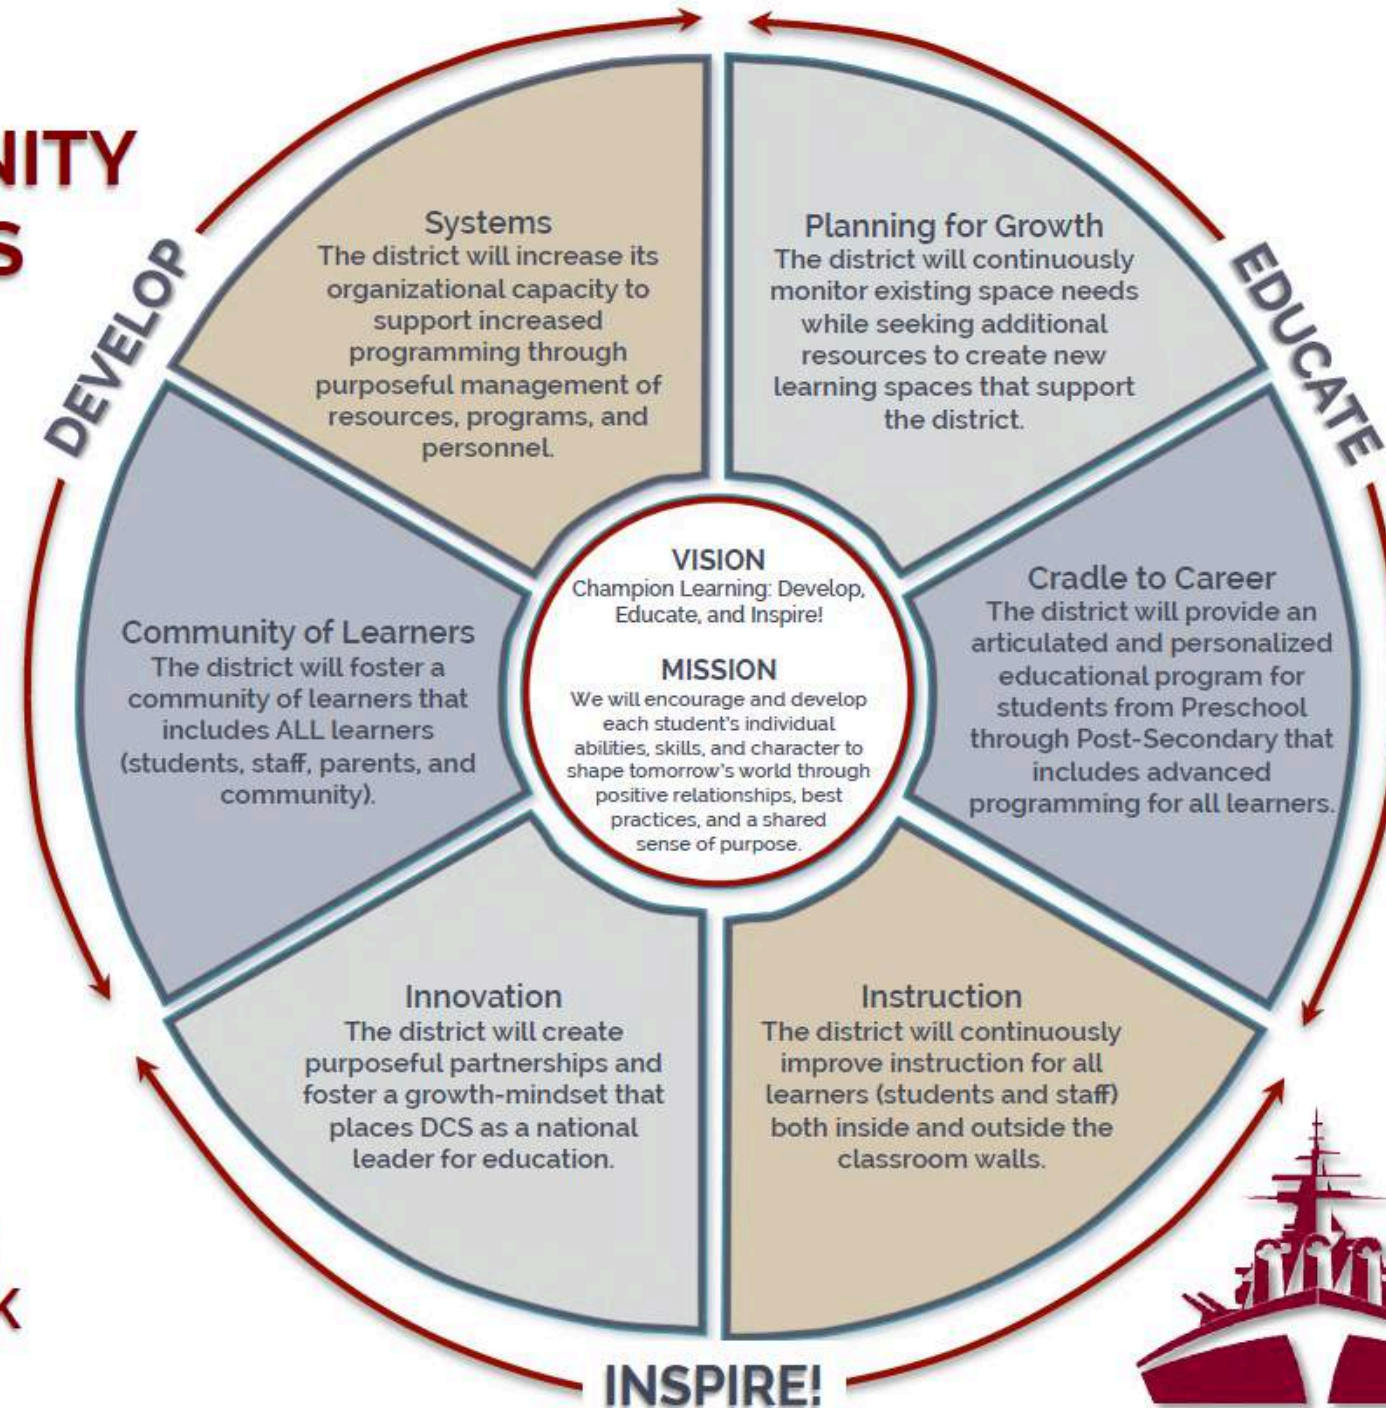 NITY
S
DEVELOP
EDUCATE
Systems
The district will increase its
organizational capacity to
support increased
programming through
purposeful management of
resources, programs, and
personnel.
Planning for Growth
The district will continuously
monitor existing space needs
while seeking additional
resources to create new
learning spaces that support
the district.
Community of Learners
The district will foster a
community of learners that
includes ALL learners
(students, staff, parents, and
community).
VISION
Champion Learning: Develop,
Educate, and Inspire!
MISSION
We will encourage and develop
each student's individual
abilities, skills, and character to
shape tomorrow's world through
positive relationships, best
practices, and a shared
sense of purpose.
Cradle to Career
The district will provide an
articulated and personalized
educational program for
students from Preschool
through Post-Secondary that
includes advanced
programming for all learners.
Innovation
The district will create
purposeful partnerships and
foster a growth-mindset that
places DCS as a national
leader for education.
Instruction
The district will continuously
improve instruction for all
learners (students and staff)
both inside and outside the
classroom walls.
K
INSPIRE!